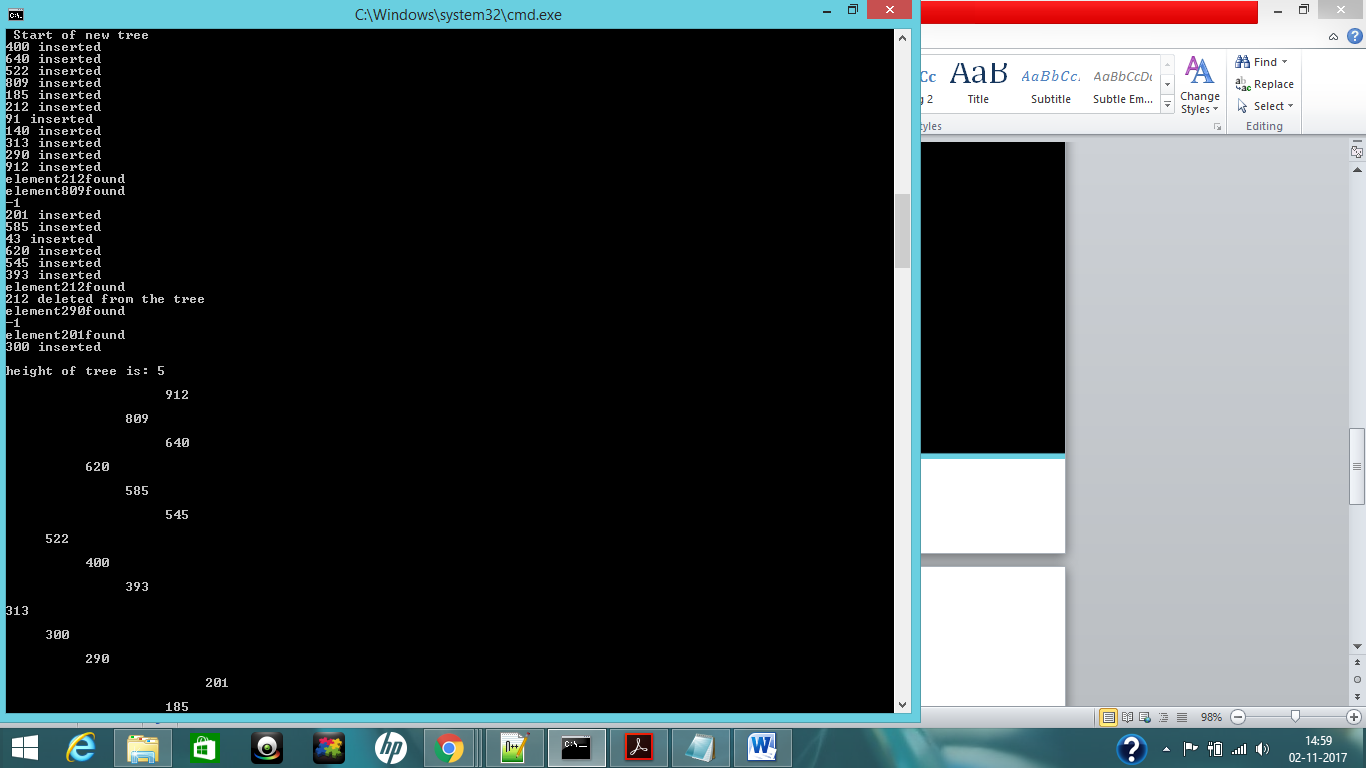 C:\Windows\system32\cmd.exe
Start of new tree
400 inserted
640 inserted
522 inserted
809 inserted
185 inserted
212 inserted
91 inserted
140 inserted
313 inserted
290 inserted
912 inserted
element212found
element809found
-1
201 inserted
585 inserted
43 inserted
620 inserted
545 inserted
393 inserted
element212found
212 deleted from the tree
element290found
-1
element201found
300 inserted
height of tree is: 5
912
809
640
620
585
545
522
400
393
313
300
290
201
185
AaB AaBbCc. AaBbCcDc
g 2 Title Subtitle Subtle Em...
Change
Styles
Find
Replace
Select
Editing
98%
14:59
02-11-2017